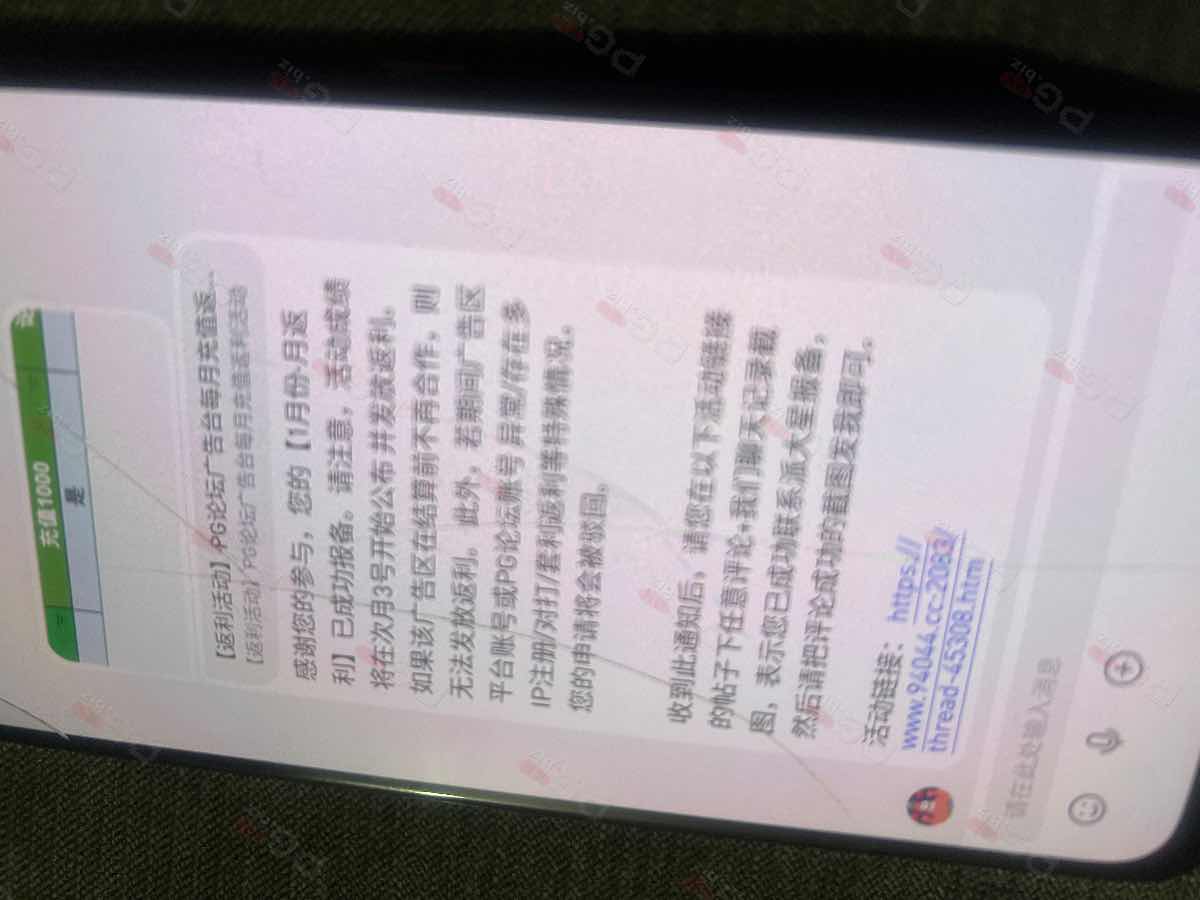 充值1000
是
【返利活动】PG论坛广告台每月充值返...
【返利活动】PG论坛广告台每月充值返利活动
感谢您的参与，您的【1月份-月返
利】已成功报备。请注意，活动成绩
将在次月3号开始公布并发放返利。
如果该广告区在结算前不再合作，则
无法发放返利。此外，若期间广告区
平台账号或PG论坛账号异常/存在多
IP注册/对打/套利返利等特殊情况。
您的申请将会被驳回。
收到此通知后，请您在以下活动链接
的帖子下任意评论+我们聊天记录截
图，表示您已成功联系派大星报备，
然后请把评论成功的截图发我即可。
活动链接：https://
www.94044.cc-2083/
thread-45308.htm
请在此处输入消息
PG.biz